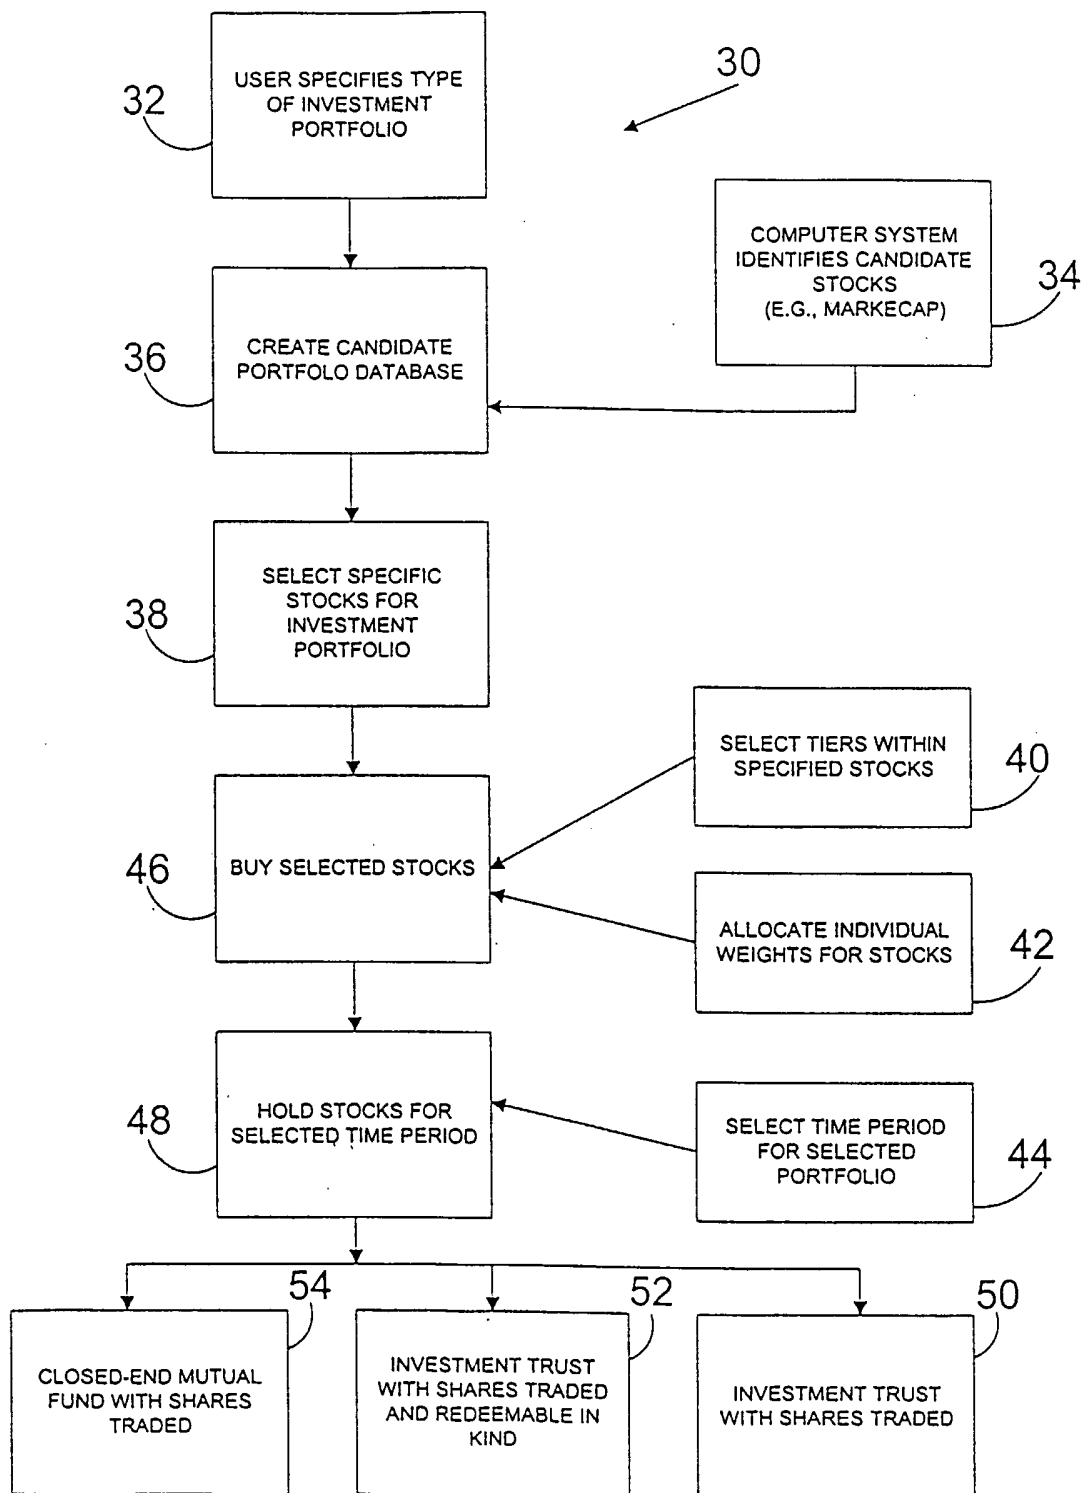 USER SPECIFIES TYPE
OF INVESTMENT
PORTFOLIO
32
30
COMPUTER SYSTEM
IDENTIFIES CANDIDATE
STOCKS
(E.G., MARKECAP)
34
CREATE CANDIDATE
PORTFOLO DATABASE
36
SELECT SPECIFIC
STOCKS FOR
INVESTMENT
PORTFOLIO
38
SELECT TIERS WITHIN
SPECIFIED STOCKS
40
BUY SELECTED STOCKS
46
ALLOCATE INDIVIDUAL
WEIGHTS FOR STOCKS
42
HOLD STOCKS FOR
SELECTED TIME PERIOD
48
SELECT TIME PERIOD
FOR SELECTED
PORTFOLIO
44
54
CLOSED-END MUTUAL
FUND WITH SHARES
TRADED
52
INVESTMENT TRUST
WITH SHARES TRADED
AND REDEEMABLE IN
KIND
50
INVESTMENT TRUST
WITH SHARES TRADED